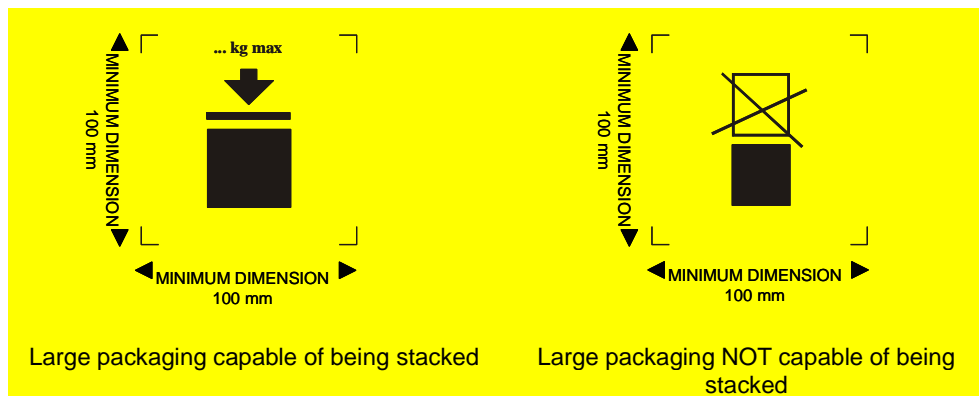 ... kg max
MINIMUM DIMENSION
100 mm
MINIMUM DIMENSION
100 mm
Large packaging capable of being stacked
MINIMUM DIMENSION
100 mm
MINIMUM DIMENSION
100 mm
Large packaging NOT capable of being
stacked